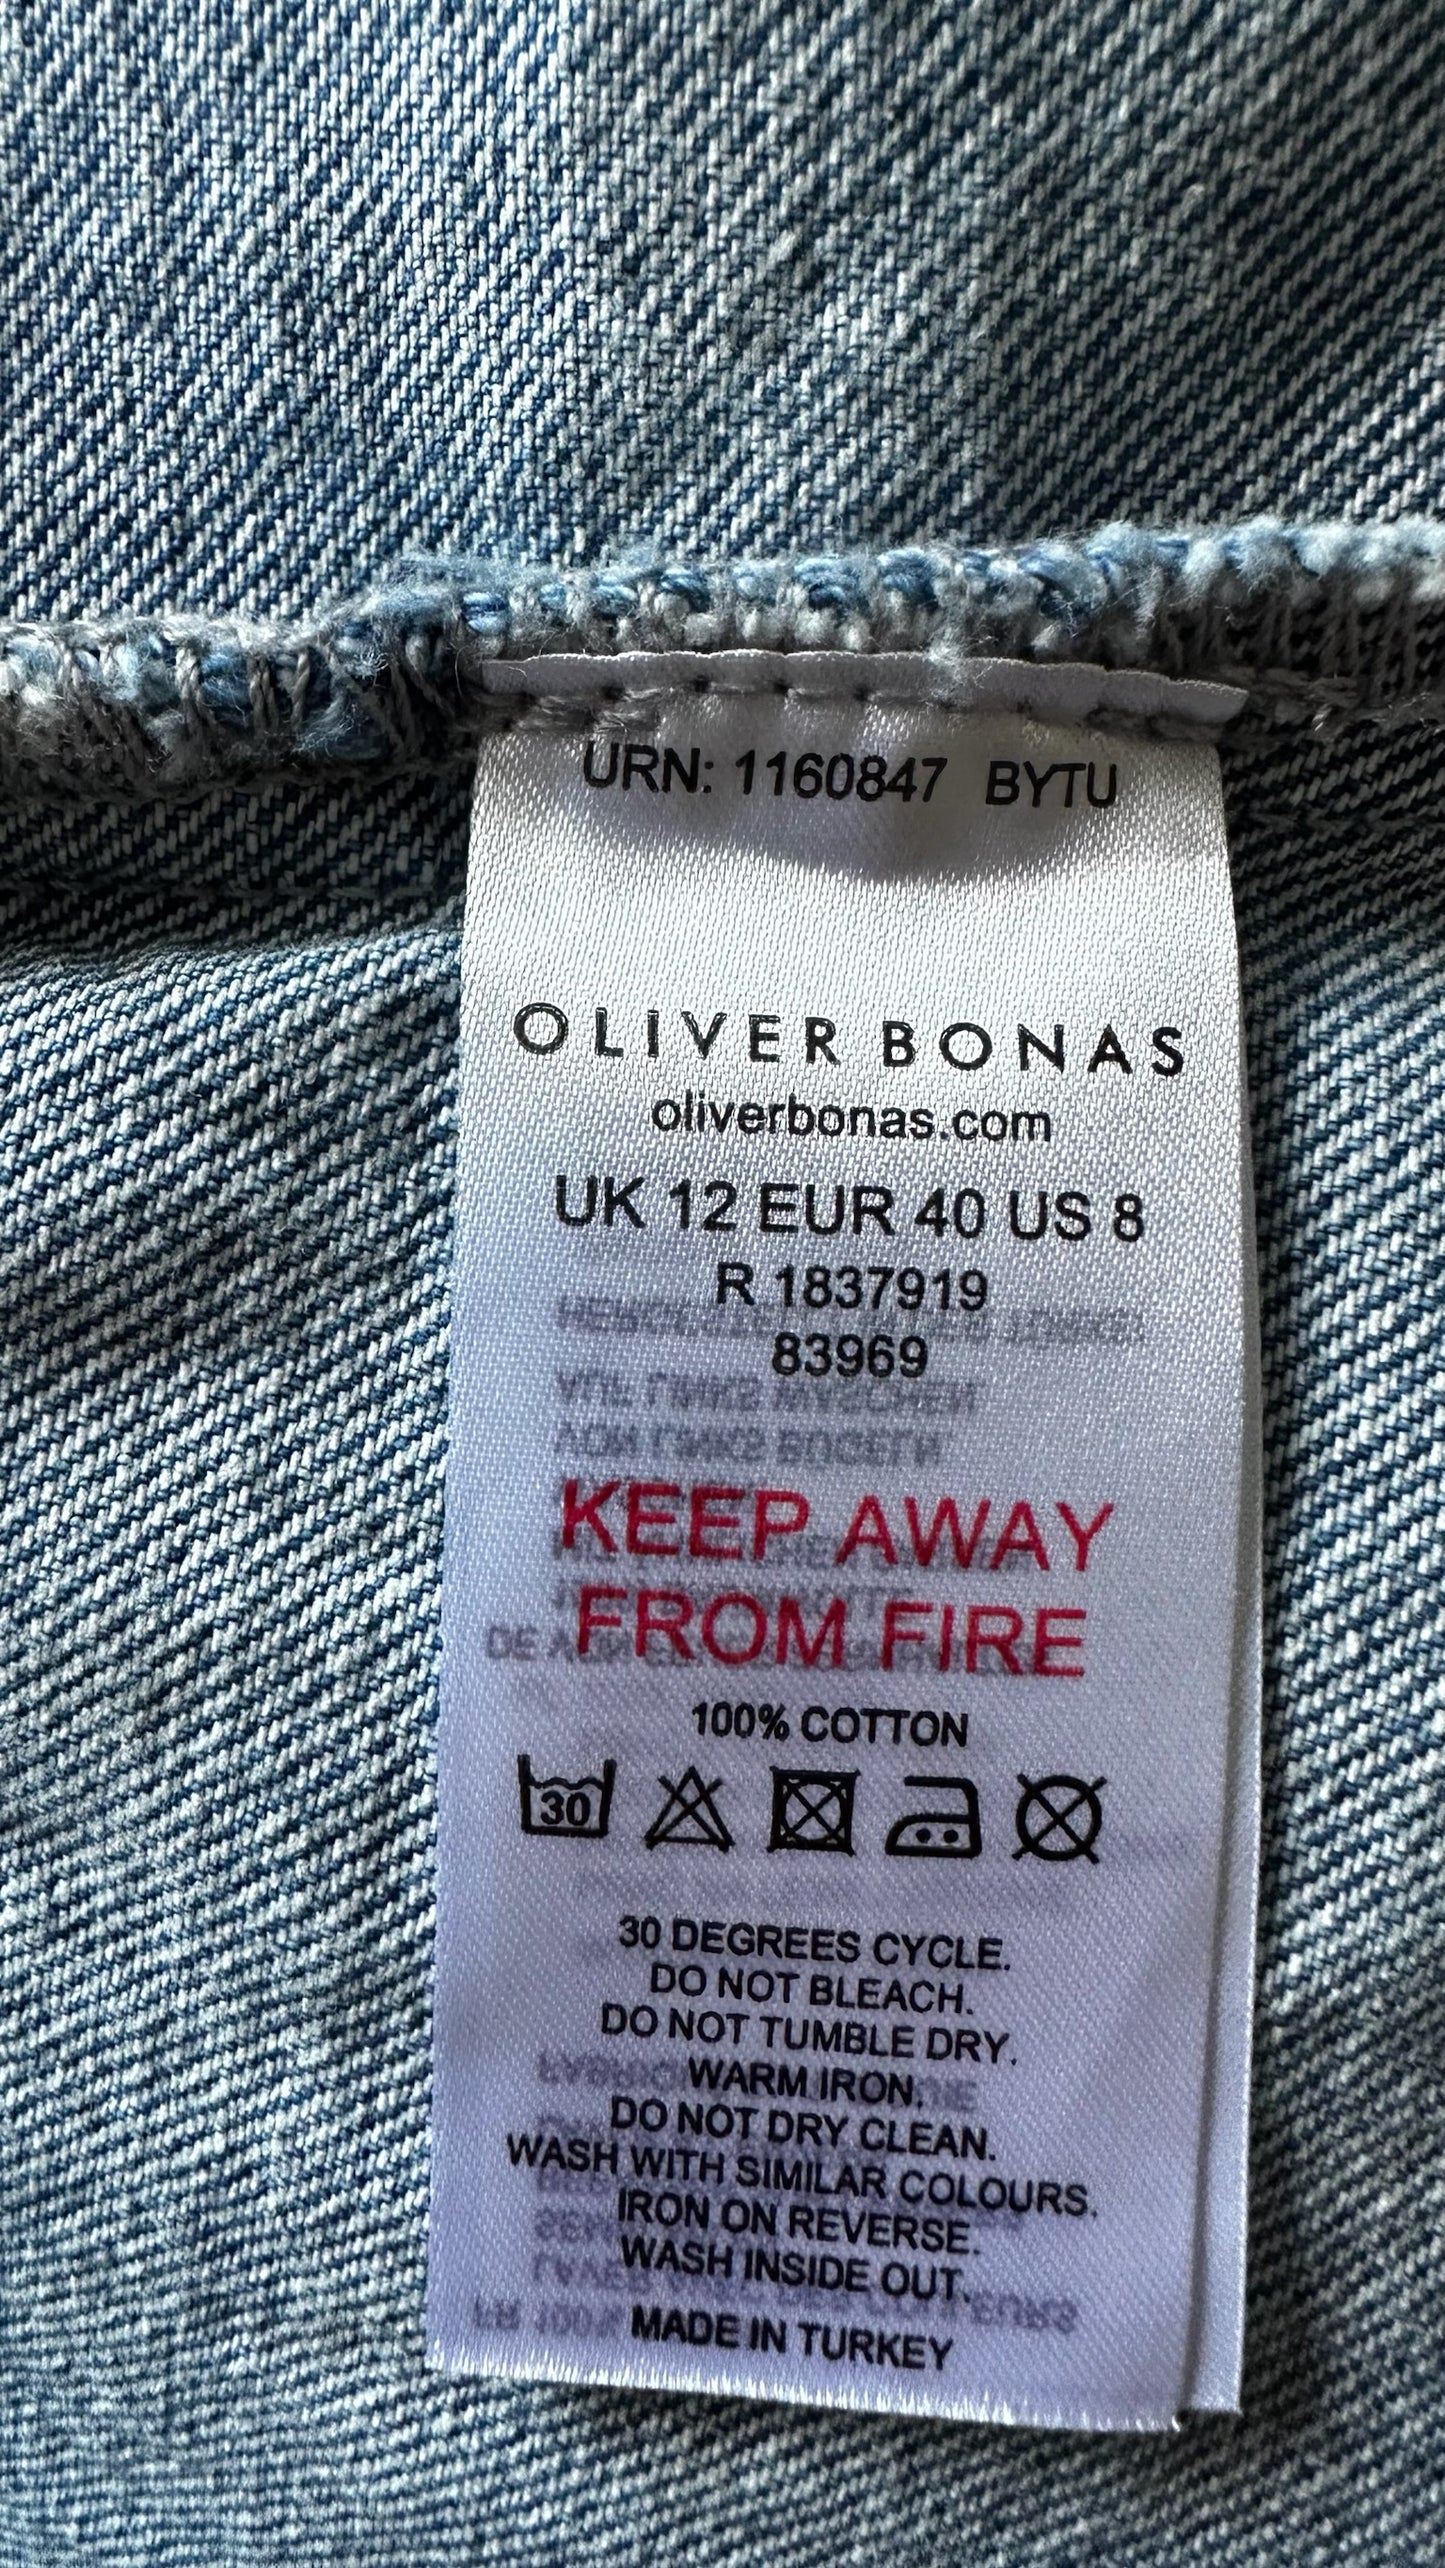 URN: 1160847 BYTU
OLIVER BONAS
oliverbonas.com
UK 12 EUR 40 US 8
R 1837919
83969
KEEP AWAY
FROM FIRE
100% COTTON
30
30 DEGREES CYCLE.
DO NOT BLEACH.
DO NOT TUMBLE DRY.
WARM IRON.
DO NOT DRY CLEAN.
WASH WITH SIMILAR COLOURS.
IRON ON REVERSE.
WASH INSIDE OUT.
MADE IN TURKEY